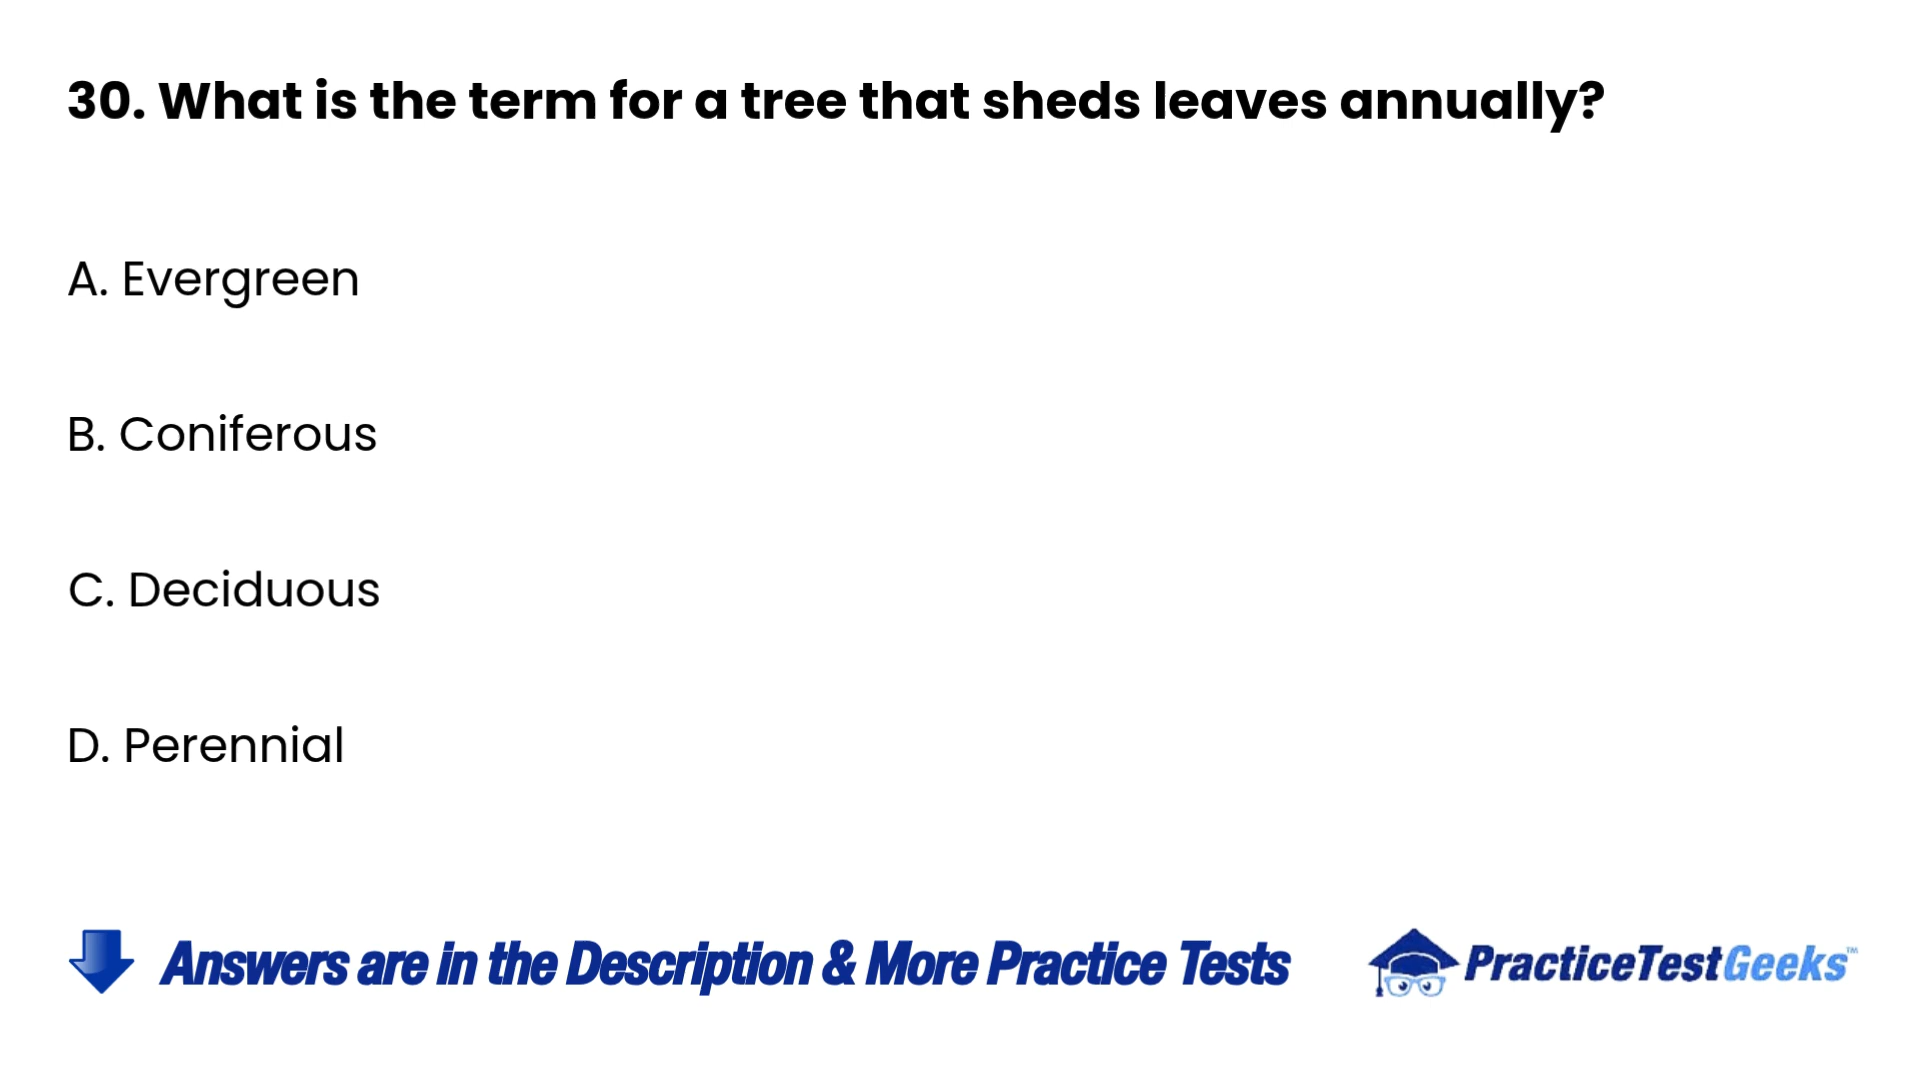 30. What is the term for a tree that sheds leaves annually?
A. Evergreen
B. Coniferous
C. Deciduous
D. Perennial
Answers are in the Description & More Practice Tests
PracticeTestGeeks™